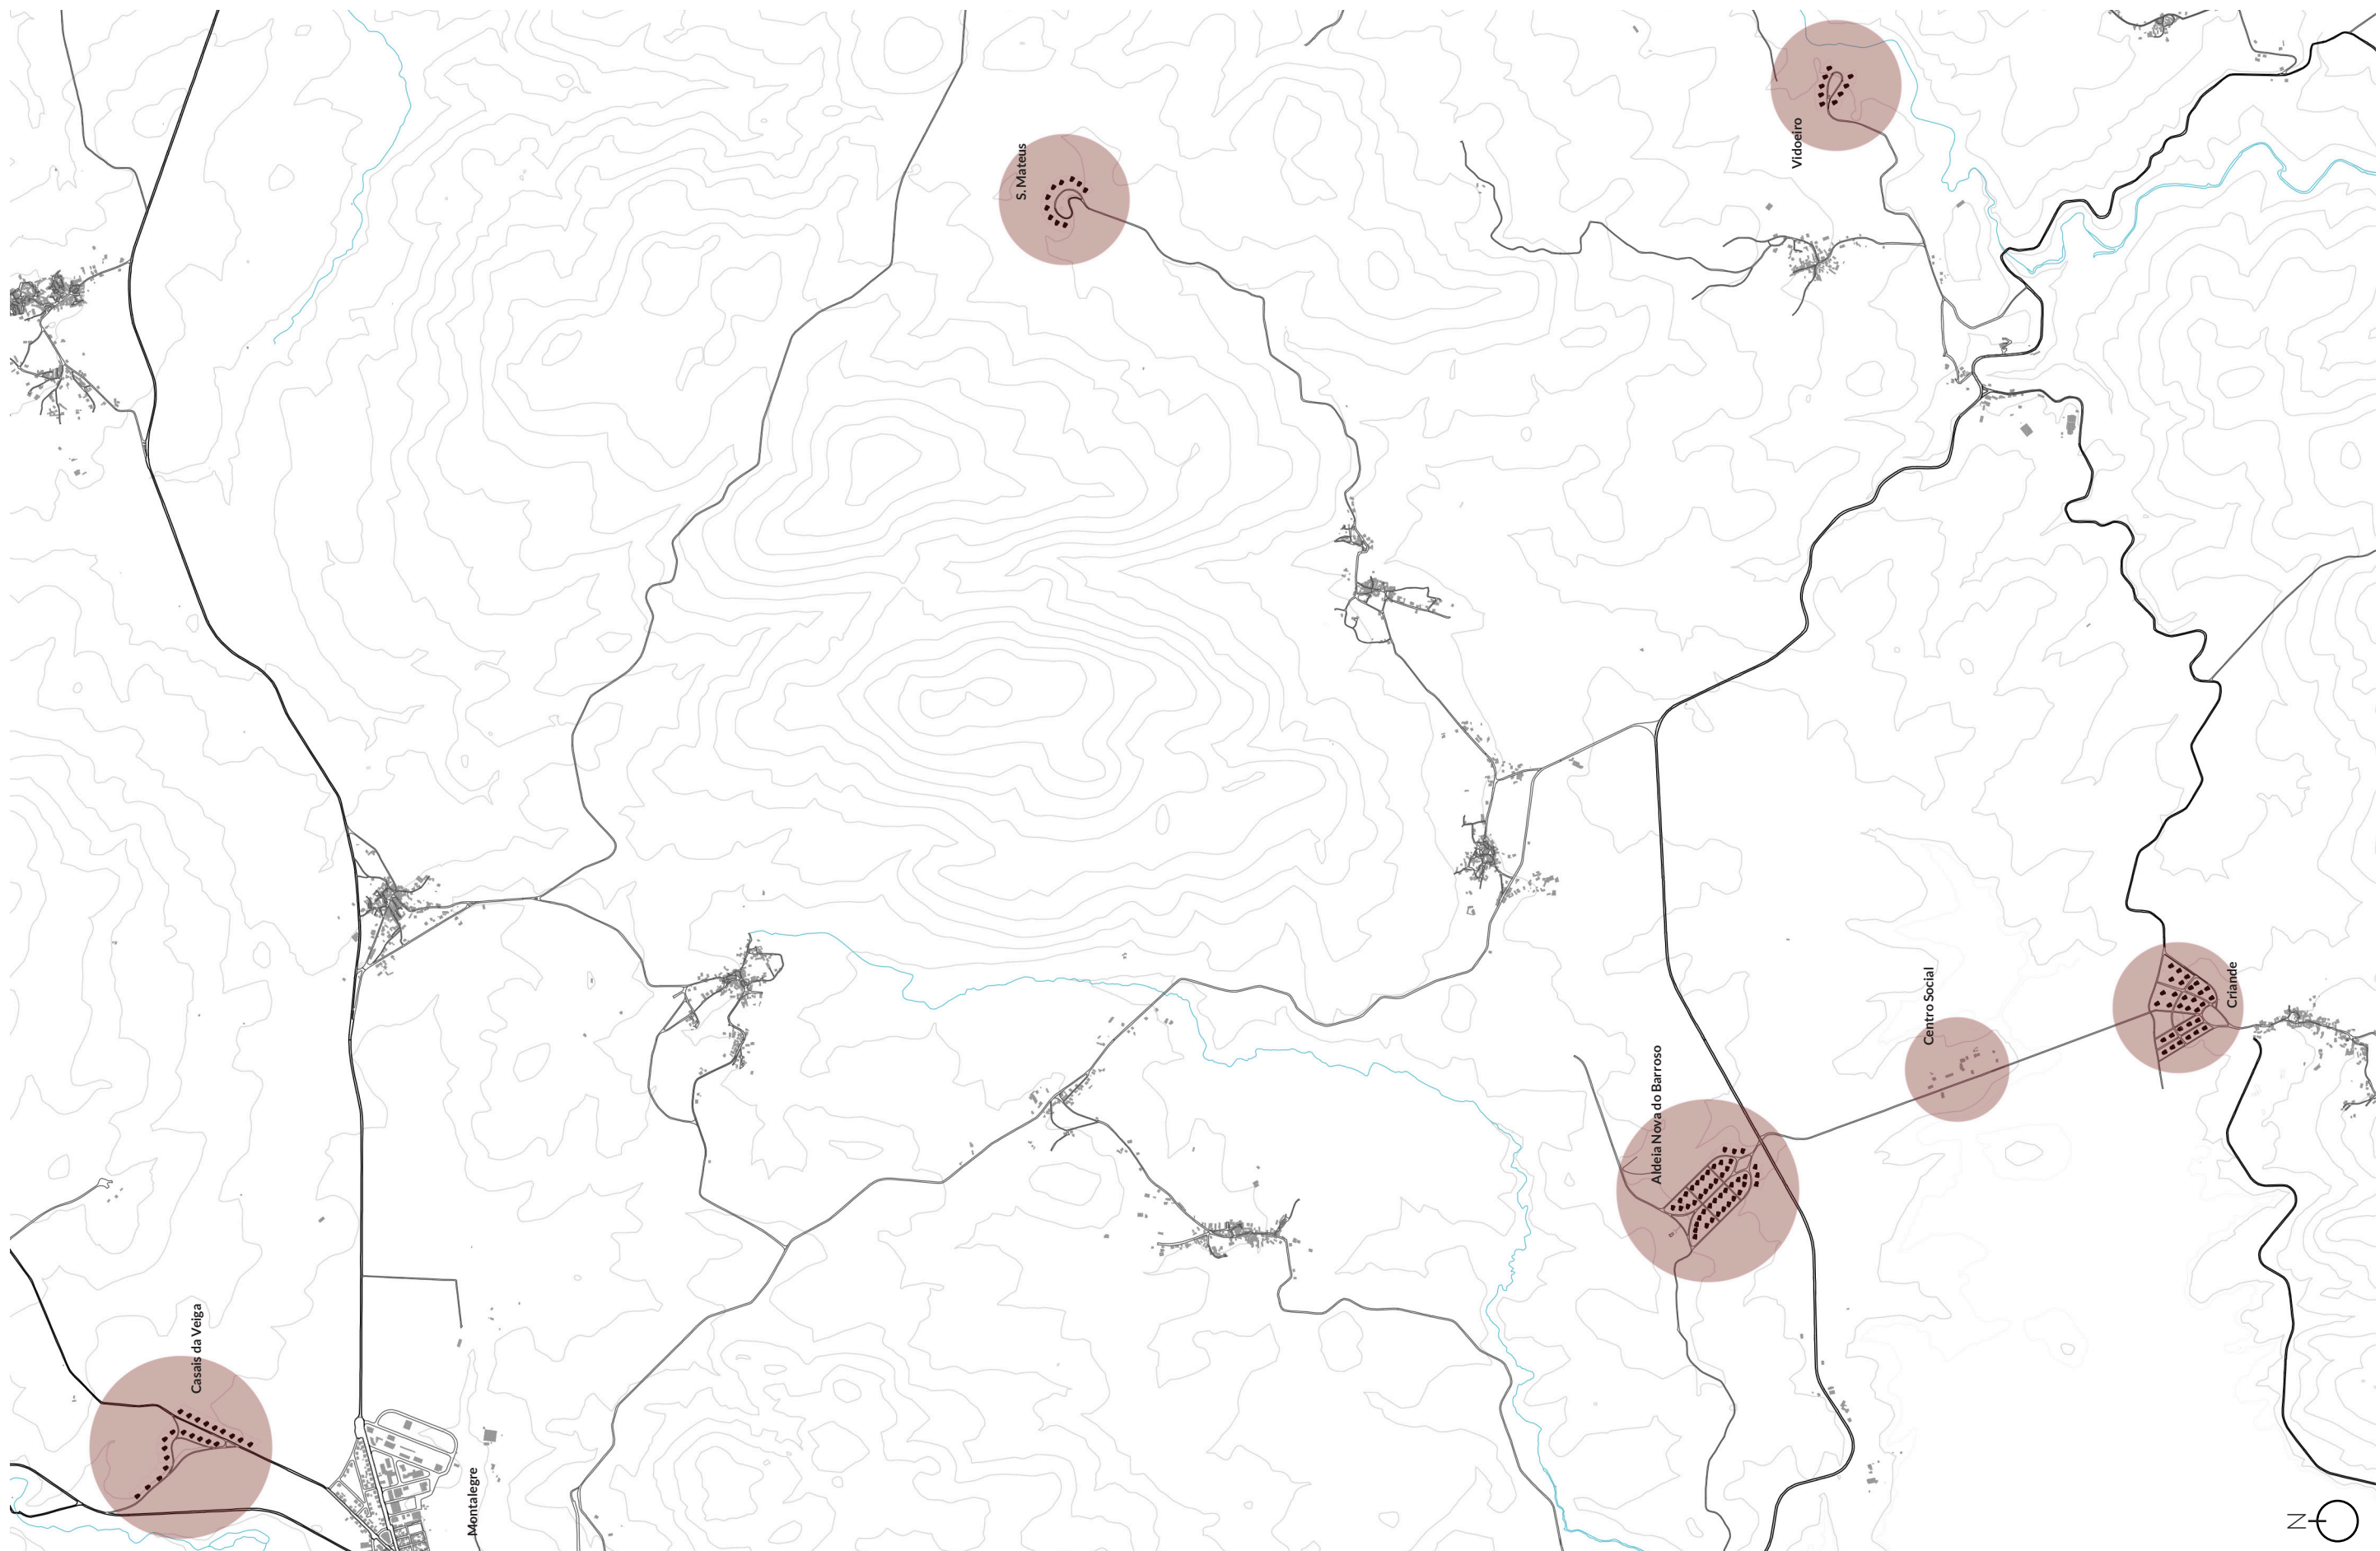 S. Mateus
Vidoeiro
Criande
Centro Social
Aldeia Nova do Barroso
Casais da Veiga
Montalegre
N